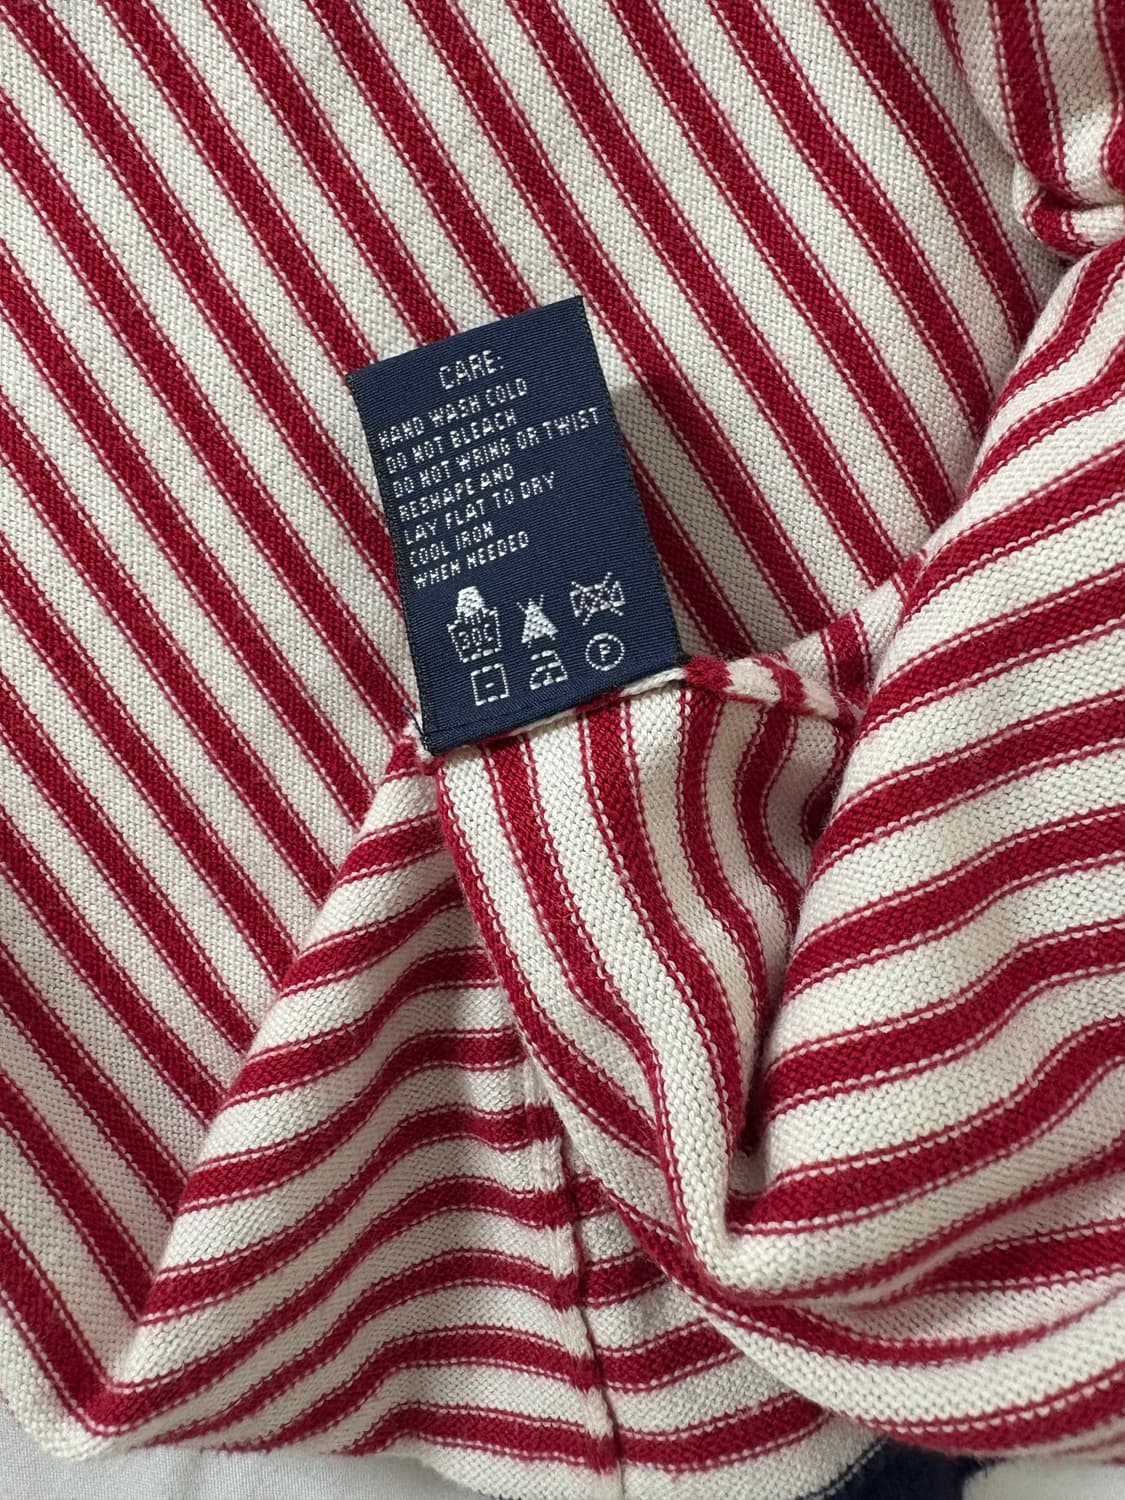 CARE:
HAND WASH COLD
DO NOT BLEACH
DO NOT WRING OR TWIST
RESHAPE AND
LAY FLAT TO DRY
COOL IRON
WHEN NEEDED
P